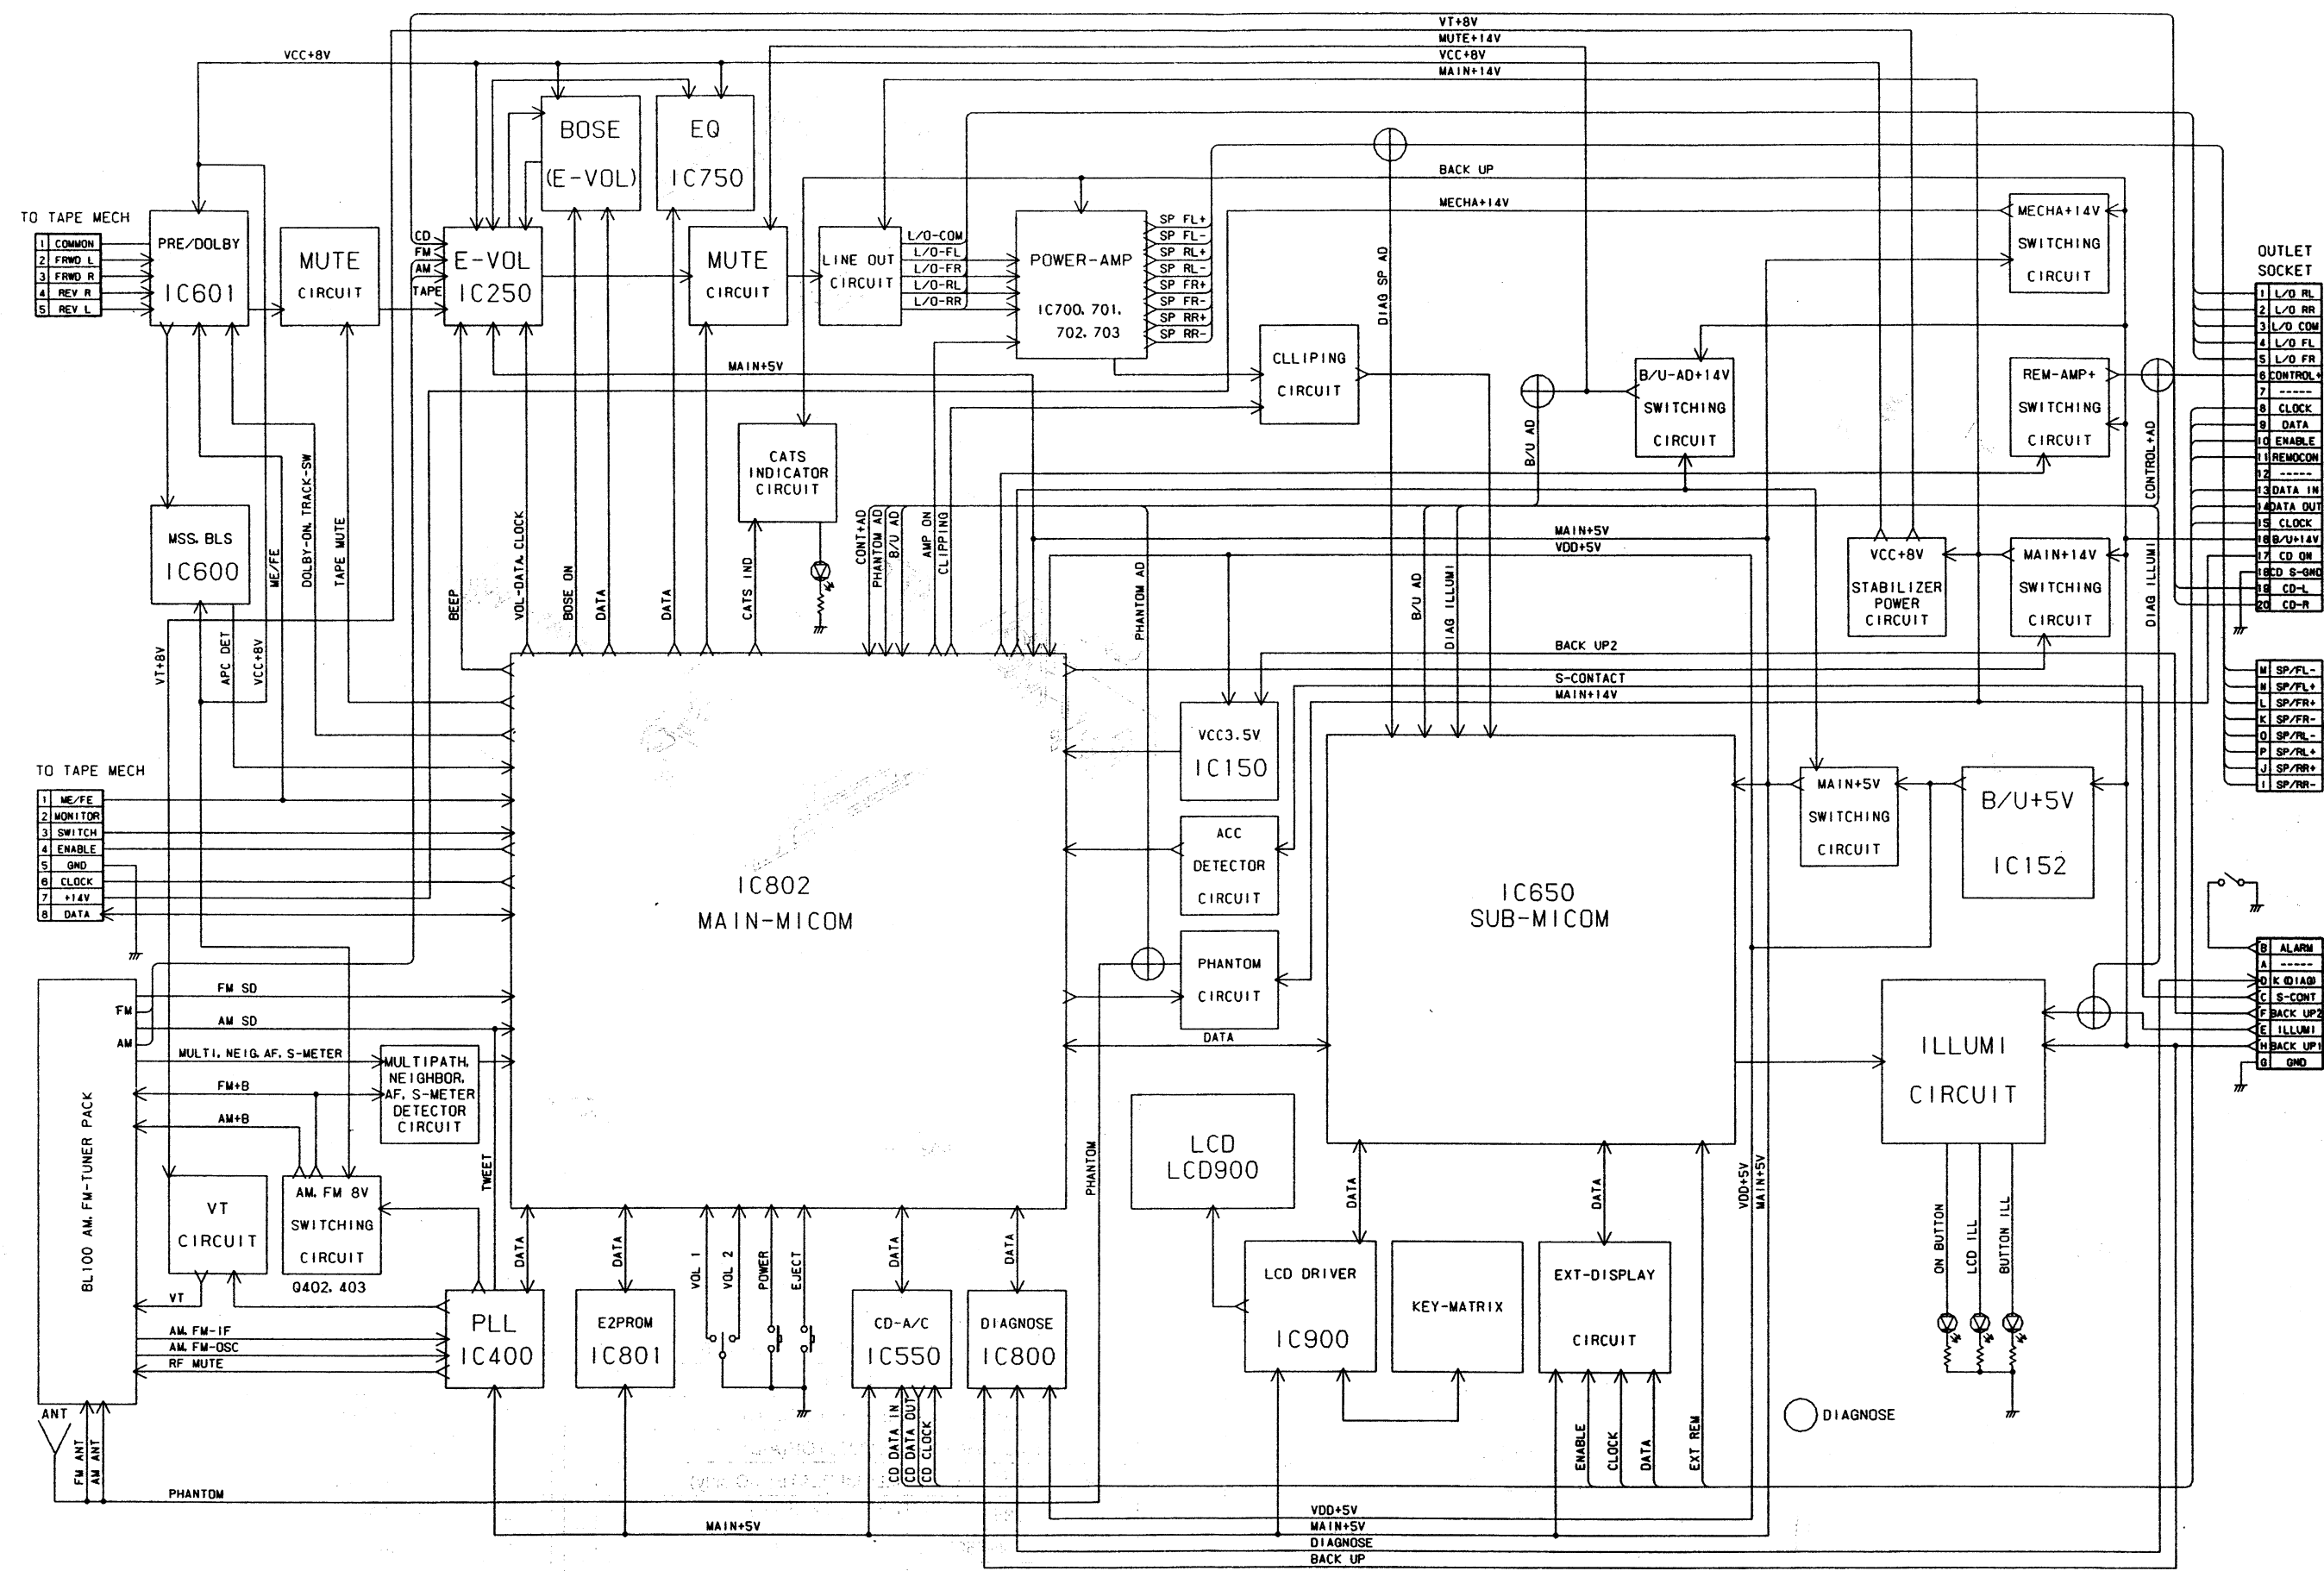 VT+8V
MUTE+14V
VCC+8V
VCC+8V
MAIN+14V
BOSE
(E-VOL)
EQ
IC750
BACK UP
MECHA+14V
MECHA+14V
SWITCHING
CIRCUIT
TO TAPE MECH
1 COMMON
2 FRWD L
3 FRWD R
4 REV R
5 REV L
PRE/DOLBY
IC601
MUTE
CIRCUIT
CD
FM
AM
TAPE
E-VOL
IC250
MUTE
CIRCUIT
LINE OUT
CIRCUIT
L/O-COM
L/O-FL
L/O-FR
L/O-RL
L/O-RR
POWER-AMP
IC700. 701.
702. 703
SP FL+
SP FL-
SP RL+
SP RL-
SP FR+
SP FR-
SP RR+
SP RR-
DIAG SP AD
CLLIPING
CIRCUIT
MAIN+5V
B/U-AD+14V
SWITCHING
CIRCUIT
B/U AD
REM-AMP+
SWITCHING
CIRCUIT
CONTROL+AD
OUTLET
SOCKET
1 L/O RL
2 L/O RR
3 L/O COM
4 L/O FL
5 L/O FR
6 CONTROL+
7 -----
8 CLOCK
9 DATA
10 ENABLE
11 REMOCON
12 -----
13 DATA IN
14 DATA OUT
15 CLOCK
16 B/U+14V
17 CD ON
18 CD S-GND
19 CD-L
20 CD-R
CATS
INDICATOR
CIRCUIT
MSS. BLS
IC600
VT+8V
APC DET
VCC+8V
ME/FE
DOLBY-ON. TRACK-SW
TAPE MUTE
BEEP
VOL-DATA. CLOCK
BOSE ON
DATA
DATA
CATS IND
CONT+AD
PHANTOM AD
B/U AD
AMP ON
CLIPPING
PHANTOM AD
B/U AD
DIAG ILLUMI
MAIN+5V
VDD+5V
VCC+8V
STABILIZER
POWER
CIRCUIT
MAIN+14V
SWITCHING
CIRCUIT
DIAG ILLUMI
BACK UP2
S-CONTACT
MAIN+14V
M SP/FL-
N SP/FL+
L SP/FR+
K SP/FR-
O SP/RL-
P SP/RL+
J SP/RR+
I SP/RR-
VCC3.5V
IC150
TO TAPE MECH
1 ME/FE
2 MONITOR
3 SWITCH
4 ENABLE
5 GND
6 CLOCK
7 +14V
8 DATA
IC802
MAIN-MICOM
ACC
DETECTOR
CIRCUIT
PHANTOM
CIRCUIT
DATA
IC650
SUB-MICOM
MAIN+5V
SWITCHING
CIRCUIT
B/U+5V
IC152
B ALARM
A -----
D K(DIAG)
C S-CONT
F BACK UP2
E ILLUMI
H BACK UP1
G GND
ILLUMI
CIRCUIT
BL100 AM. FM-TUNER PACK
FM SD
FM
AM SD
AM
MULTI. NEIG. AF. S-METER
FM+B
AM+B
MULTIPATH.
NEIGHBOR.
AF. S-METER
DETECTOR
CIRCUIT
VT
CIRCUIT
AM. FM 8V
SWITCHING
CIRCUIT
Q402. 403
TWEET
PHANTOM
VT
AM. FM-IF
AM. FM-OSC
RF MUTE
PLL
IC400
DATA
E2PROM
IC801
DATA
VOL 1
VOL 2
POWER
EJECT
DATA
CD-A/C
IC550
DATA
DIAGNOSE
IC800
LCD
LCD900
DATA
LCD DRIVER
IC900
KEY-MATRIX
DATA
EXT-DISPLAY
CIRCUIT
VDD+5V
MAIN+5V
ON BUTTON
LCD ILL
BUTTON ILL
ANT
FM ANT
AM ANT
PHANTOM
CD DATA IN
CD DATA OUT
CD CLOCK
ENABLE
CLOCK
DATA
EXT REM
DIAGNOSE
MAIN+5V
VDD+5V
MAIN+5V
DIAGNOSE
BACK UP